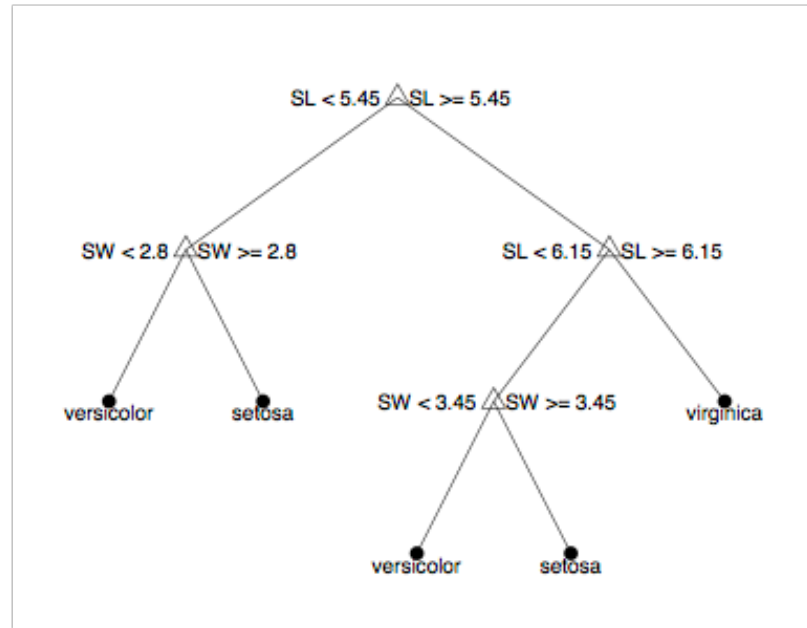 SL < 5.45 SL >= 5.45
SW < 2.8 SW >= 2.8
SL < 6.15 SL >= 6.15
versicolor
setosa
SW < 3.45 SW >= 3.45
virginica
versicolor
setosa